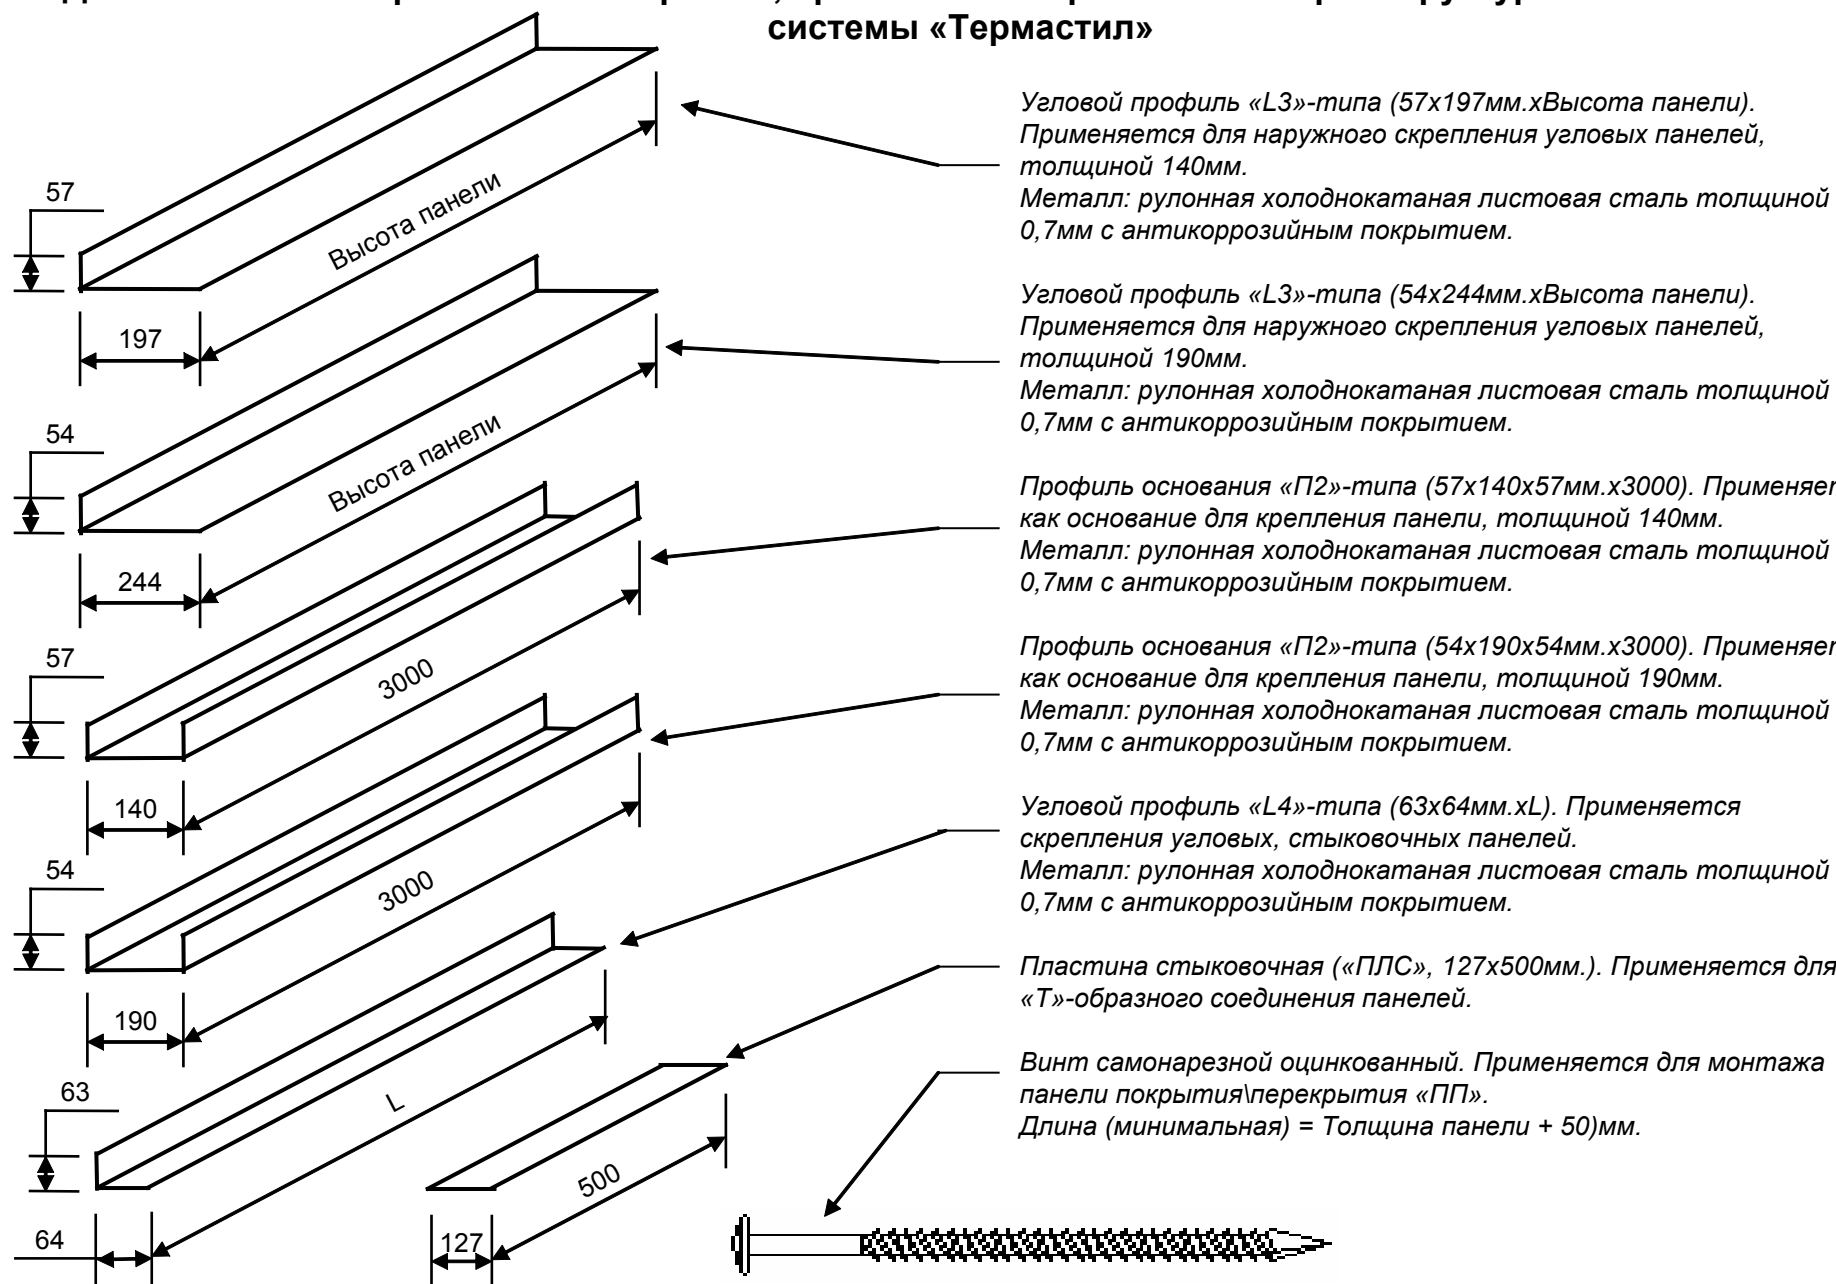 системы «Термастил»
Угловой профиль «L3»-типа (57х197мм.хВысота панели).
Применяется для наружного скрепления угловых панелей,
толщиной 140мм.
Металл: рулонная холоднокатаная листовая сталь толщиной
0,7мм с антикоррозийным покрытием.
57
Высота панели
197
Угловой профиль «L3»-типа (54х244мм.хВысота панели).
Применяется для наружного скрепления угловых панелей,
толщиной 190мм.
Металл: рулонная холоднокатаная листовая сталь толщиной
0,7мм с антикоррозийным покрытием.
54
Высота панели
244
Профиль основания «П2»-типа (57х140х57мм.х3000).
как основание для крепления панели, толщиной 140мм.
Металл: рулонная холоднокатаная листовая сталь толщиной
0,7мм с антикоррозийным покрытием.
57
3000
140
Профиль основания «П2»-типа (54х190х54мм.х3000).
как основание для крепления панели, толщиной 190мм.
Металл: рулонная холоднокатаная листовая сталь толщиной
0,7мм с антикоррозийным покрытием.
54
3000
190
Угловой профиль «L4»-типа (63х64мм.хL). Применяется
скрепления угловых, стыковочных панелей.
Металл: рулонная холоднокатаная листовая сталь толщиной
0,7мм с антикоррозийным покрытием.
63
L
64
Пластина стыковочная («ПЛС», 127х500мм.). Применяется для
«Т»-образного соединения панелей.
500
127
Винт самонарезной оцинкованный. Применяется для монтажа
панели покрытия\перекрытия «ПП».
Длина (минимальная) = Толщина панели + 50)мм.